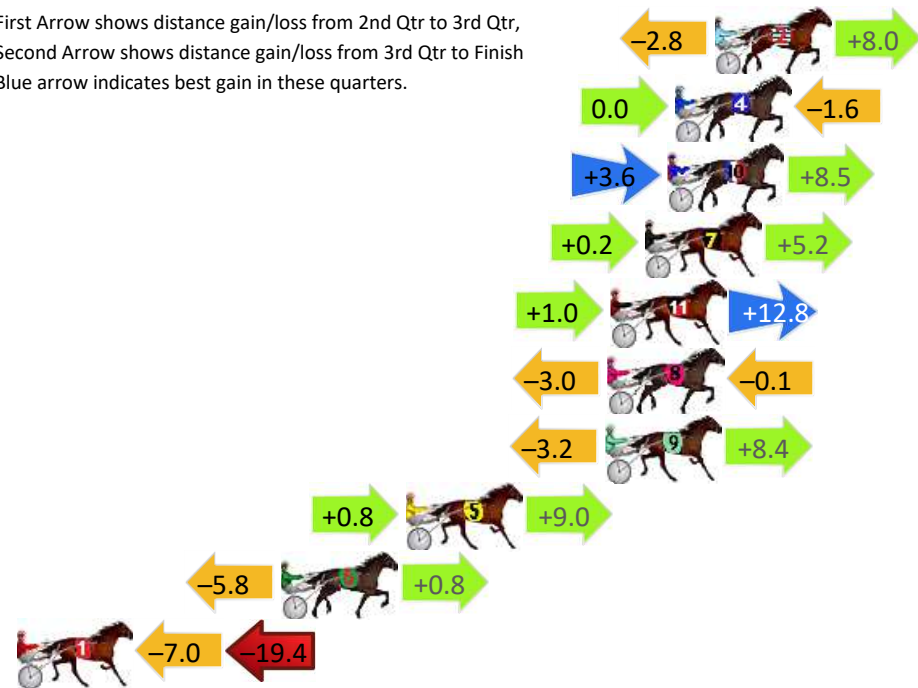 First Arrow shows distance gain/loss from 2nd Qtr to 3rd Qtr,
Second Arrow shows distance gain/loss from 3rd Qtr to Finish
Blue arrow indicates best gain in these quarters.
–2.8 2 +8.0
0.0 4 –1.6
+3.6 10 +8.5
+0.2 7 +5.2
+1.0 11 +12.8
–3.0 8 –0.1
–3.2 9 +8.4
+0.8 5 +9.0
–5.8 6 +0.8
1 –7.0 –19.4